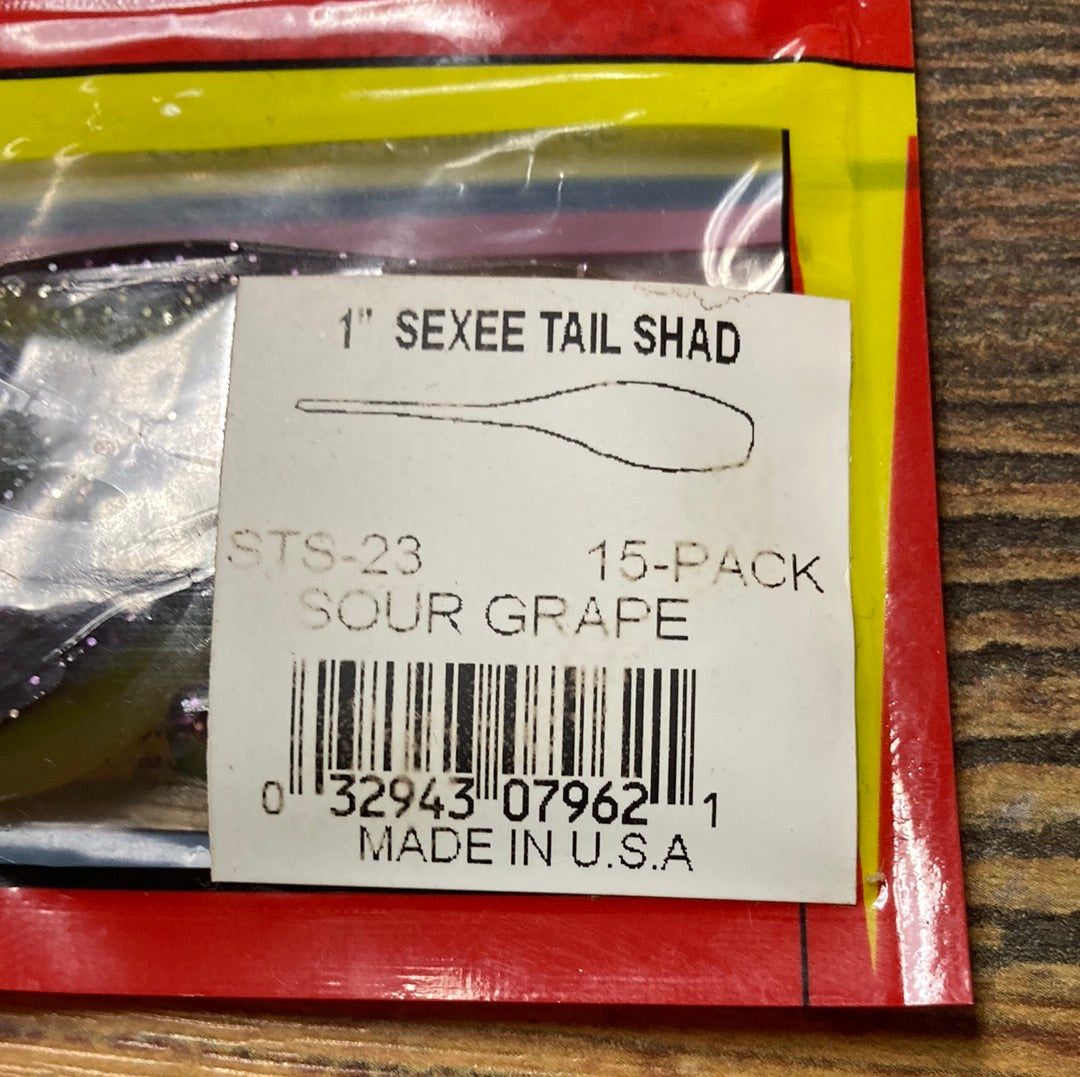 1" SEXEE TAIL SHAD
STS-23 15-PACK
SOUR GRAPE
0 32943 07962 1
MADE IN U.S.A